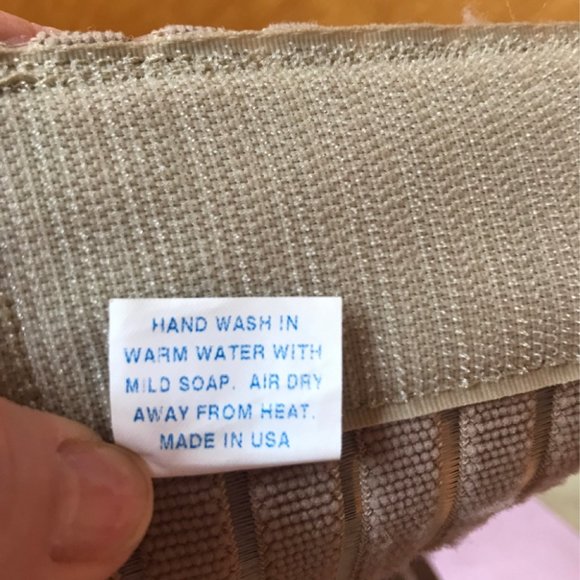 HAND WASH IN
WARM WATER WITH
MILD SOAP. AIR DRY
AWAY FROM HEAT.
MADE IN USA